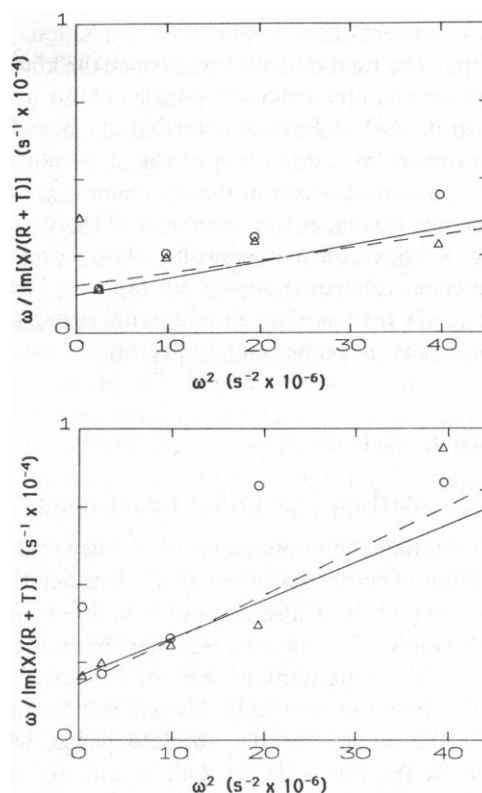 1
ω / Im[X/(R + T)] (s⁻¹ x 10⁻⁴)
0
0 10 20 30 40
ω² (s⁻² x 10⁻⁶)
1
ω / Im[X/(R + T)] (s⁻¹ x 10⁻⁴)
0
0 10 20 30 40
ω² (s⁻² x 10⁻⁶)